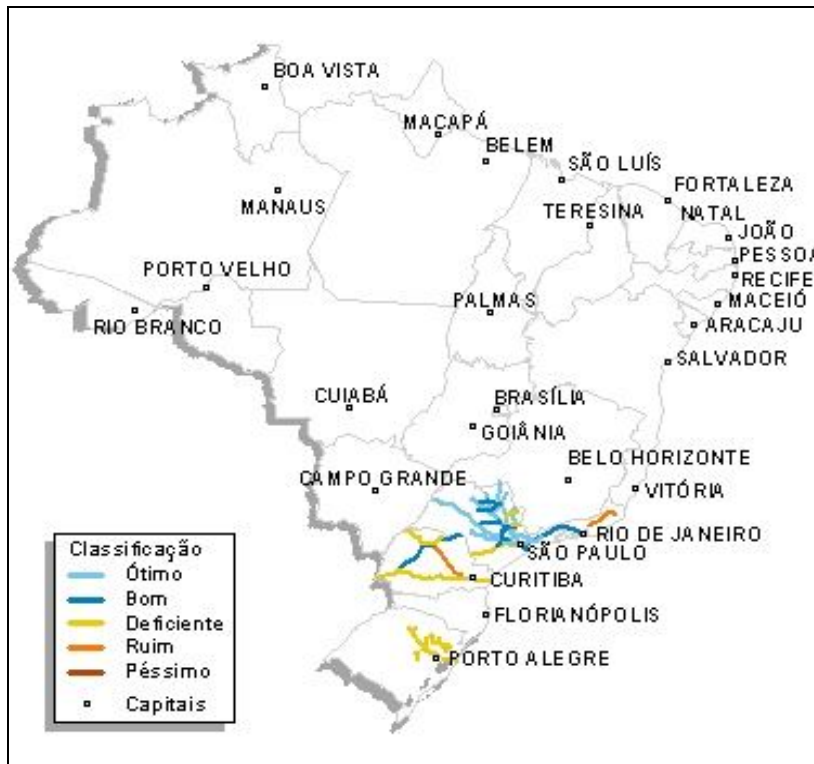 BOA VISTA
MACAPÁ
BELEM
SÃO LUÍS
FORTALEZA
MANAUS
TERESINA
NATAL
JOÃO
PESSOA
PORTO VELHO
RECIFE
PALMAS
MACEIÓ
RIO BRANCO
ARACAJU
SALVADOR
CUIABÁ
BRASÍLIA
GOIÂNIA
BELO HORIZONTE
CAMPO GRANDE
VITÓRIA
RIO DE JANEIRO
SÃO PAULO
CURITIBA
FLORIANÓPOLIS
PORTO ALEGRE
Classificação
Ótimo
Bom
Deficiente
Ruim
Péssimo
Capitais